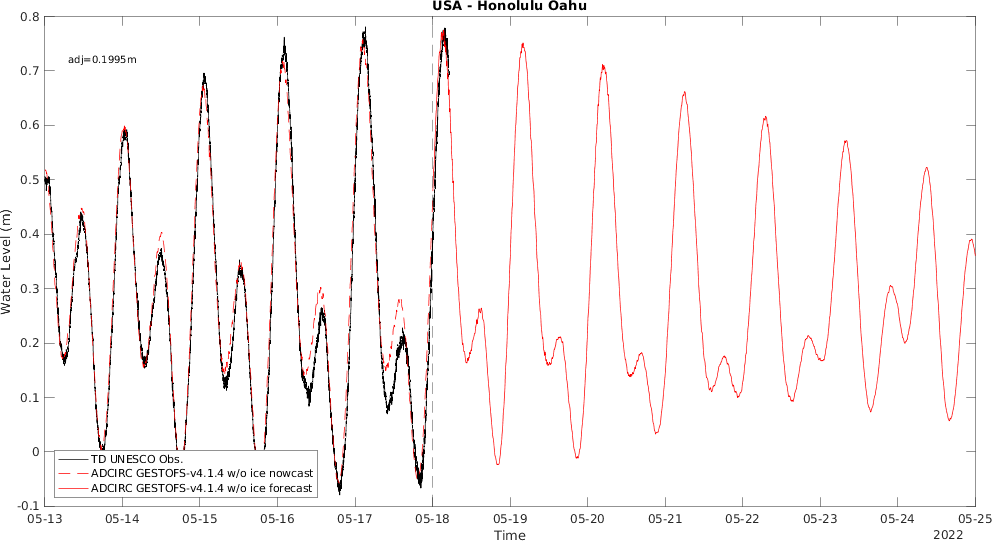 USA - Honolulu Oahu
0.8
0.7
0.6
0.5
0.4
0.3
0.2
0.1
0
-0.1
Water Level (m)
adj=0.1995m
TD UNESCO Obs.
ADCIRC GESTOFS-v4.1.4 w/o ice nowcast
ADCIRC GESTOFS-v4.1.4 w/o ice forecast
05-13 05-14 05-15 05-16 05-17 05-18 05-19 05-20 05-21 05-22 05-23 05-24 05-25
Time
2022